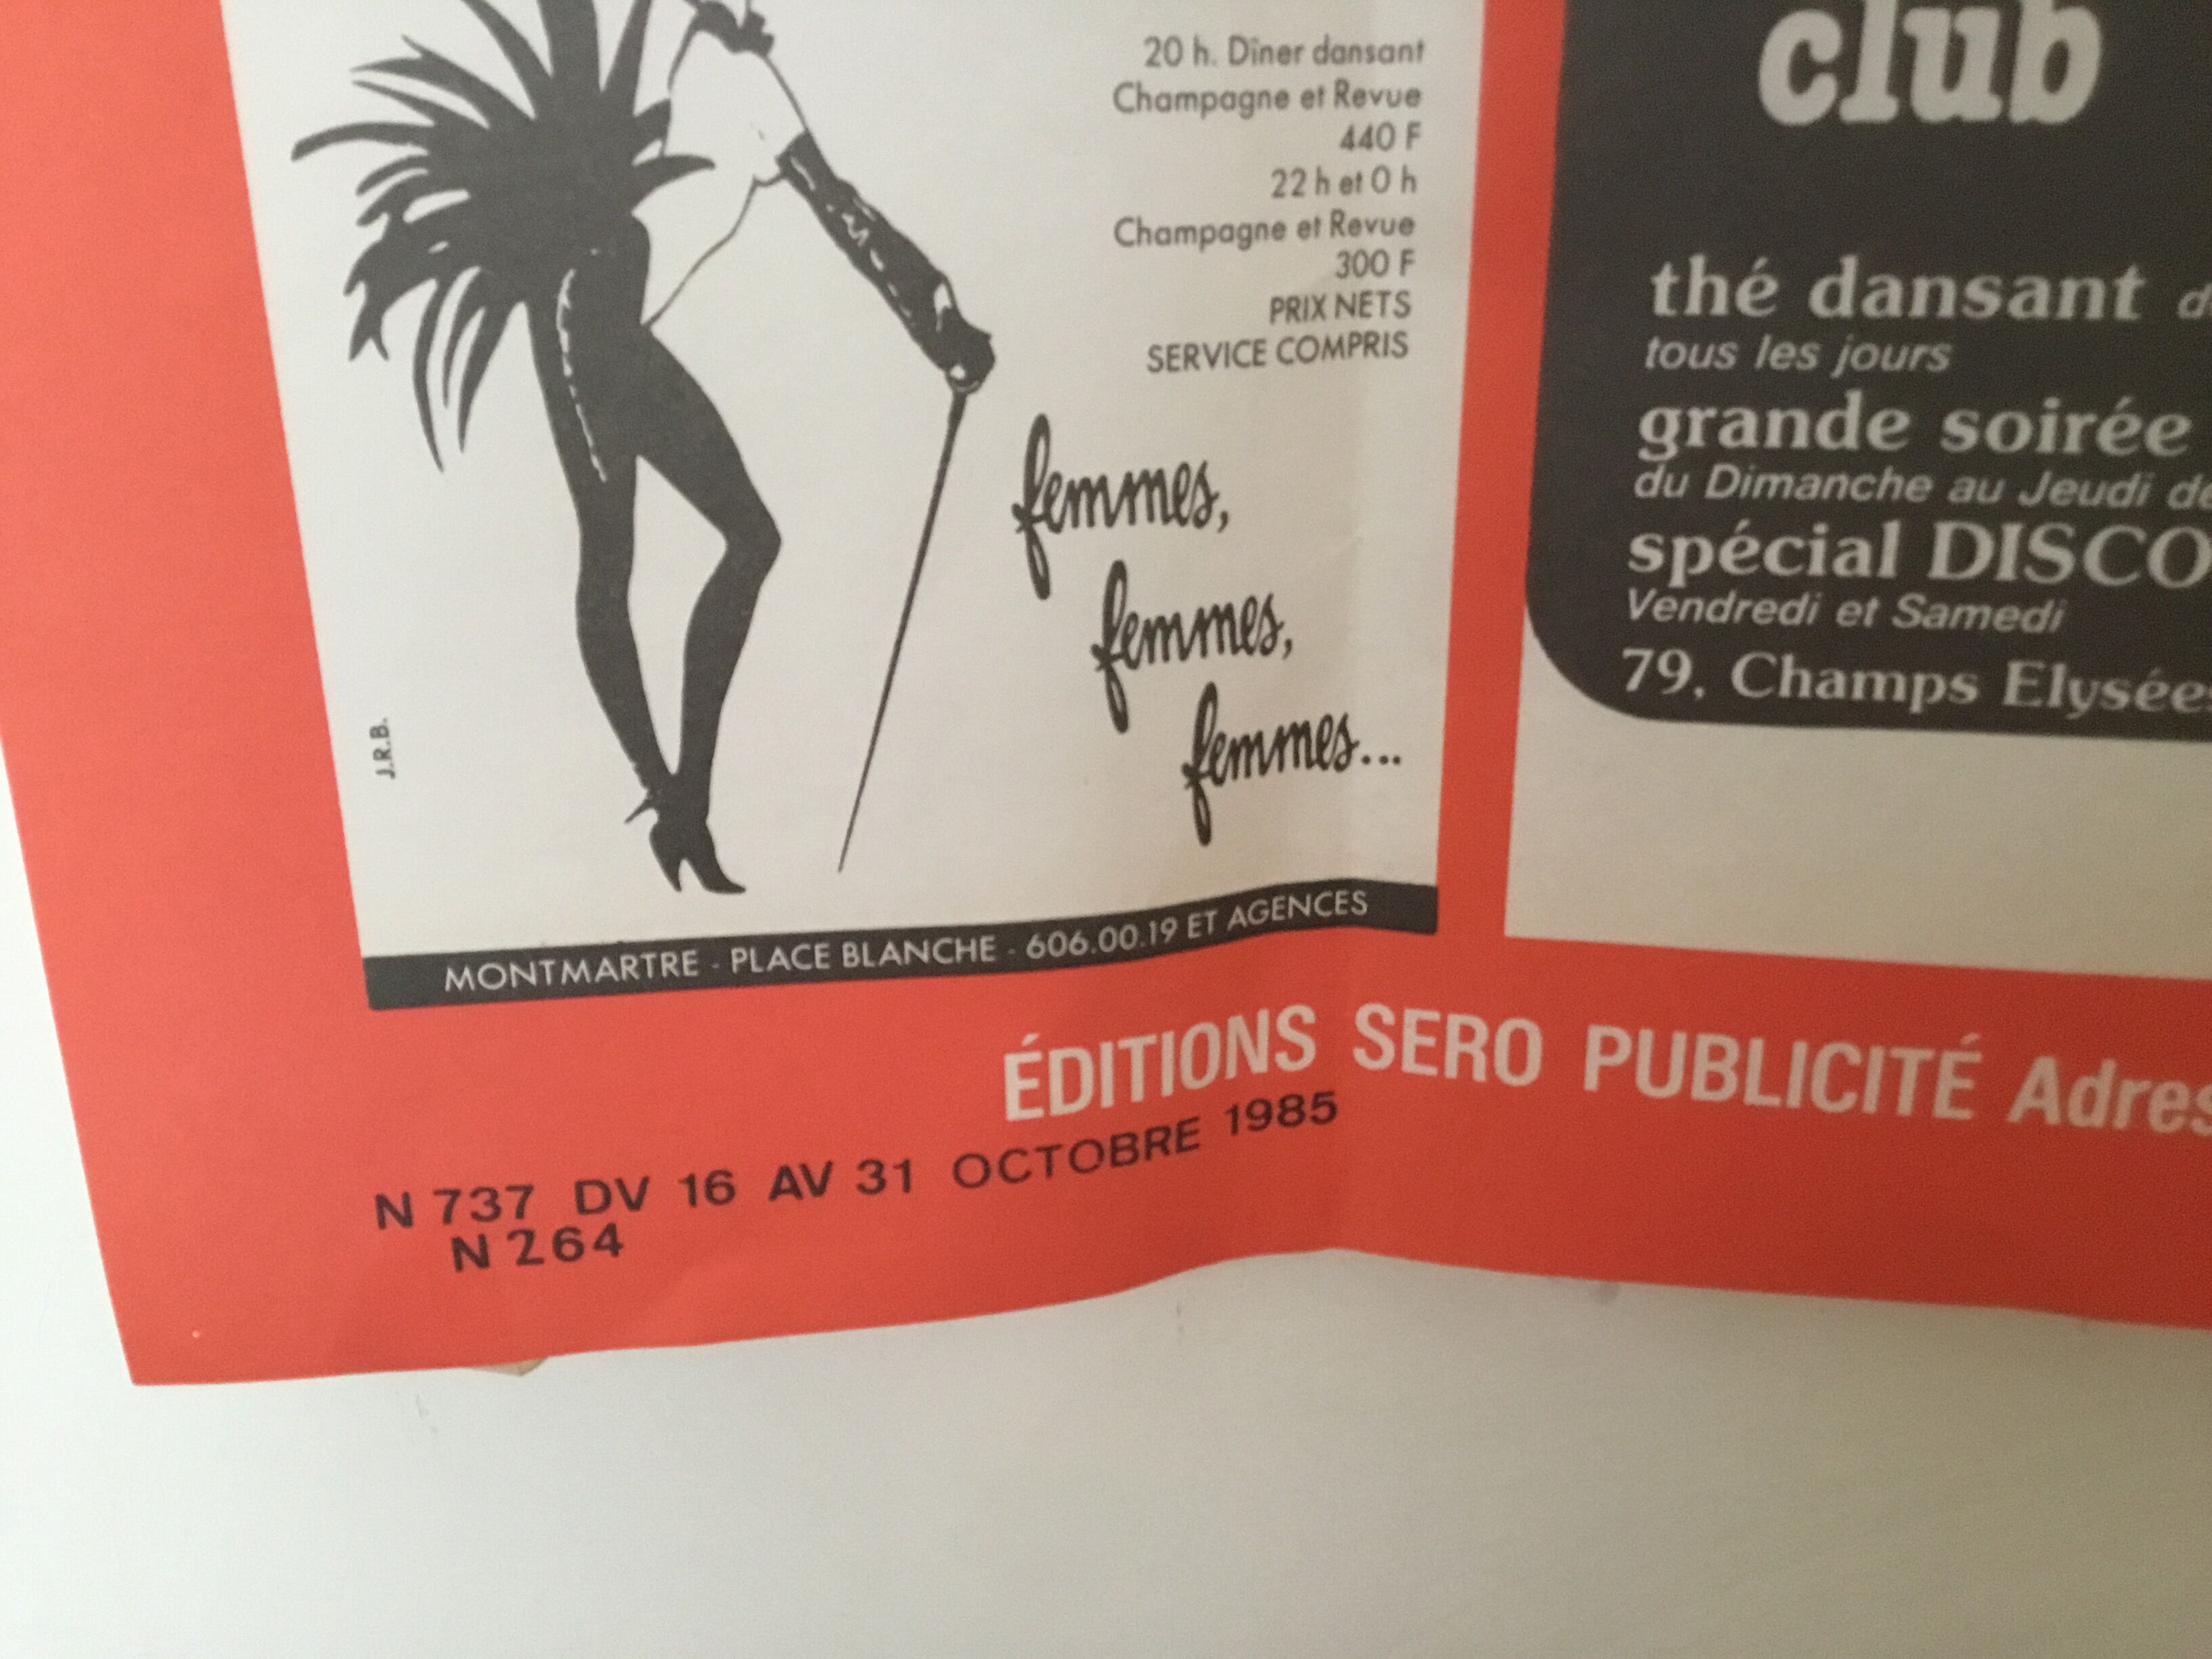 20 h. Dîner dansant
Champagne et Revue
440 F
22 h et 0 h
Champagne et Revue
300 F
PRIX NETS
SERVICE COMPRIS
femmes,
femmes,
femmes...
J.R.B.
MONTMARTRE - PLACE BLANCHE - 606.00.19 ET AGENCES
club
thé dansant
tous les jours
grande soirée
du Dimanche au Jeudi de
spécial DISCO
Vendredi et Samedi
79, Champs Elysées
ÉDITIONS SERO PUBLICITÉ Adres
N 737 DV 16 AV 31 OCTOBRE 1985
N 264